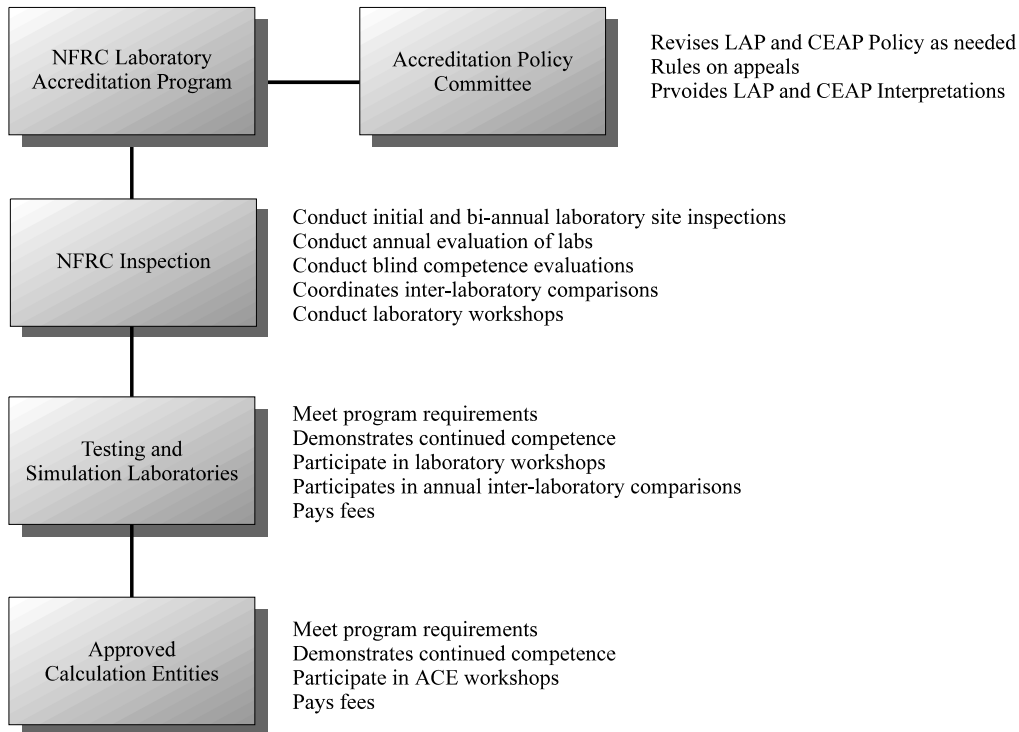 NFRC Laboratory
Accreditation Program
Accreditation Policy
Committee
Revises LAP and CEAP Policy as needed
Rules on appeals
Prvoides LAP and CEAP Interpretations
NFRC Inspection
Conduct initial and bi-annual laboratory site inspections
Conduct annual evaluation of labs
Conduct blind competence evaluations
Coordinates inter-laboratory comparisons
Conduct laboratory workshops
Testing and
Simulation Laboratories
Meet program requirements
Demonstrates continued competence
Participate in laboratory workshops
Participates in annual inter-laboratory comparisons
Pays fees
Approved
Calculation Entities
Meet program requirements
Demonstrates continued competence
Participate in ACE workshops
Pays fees